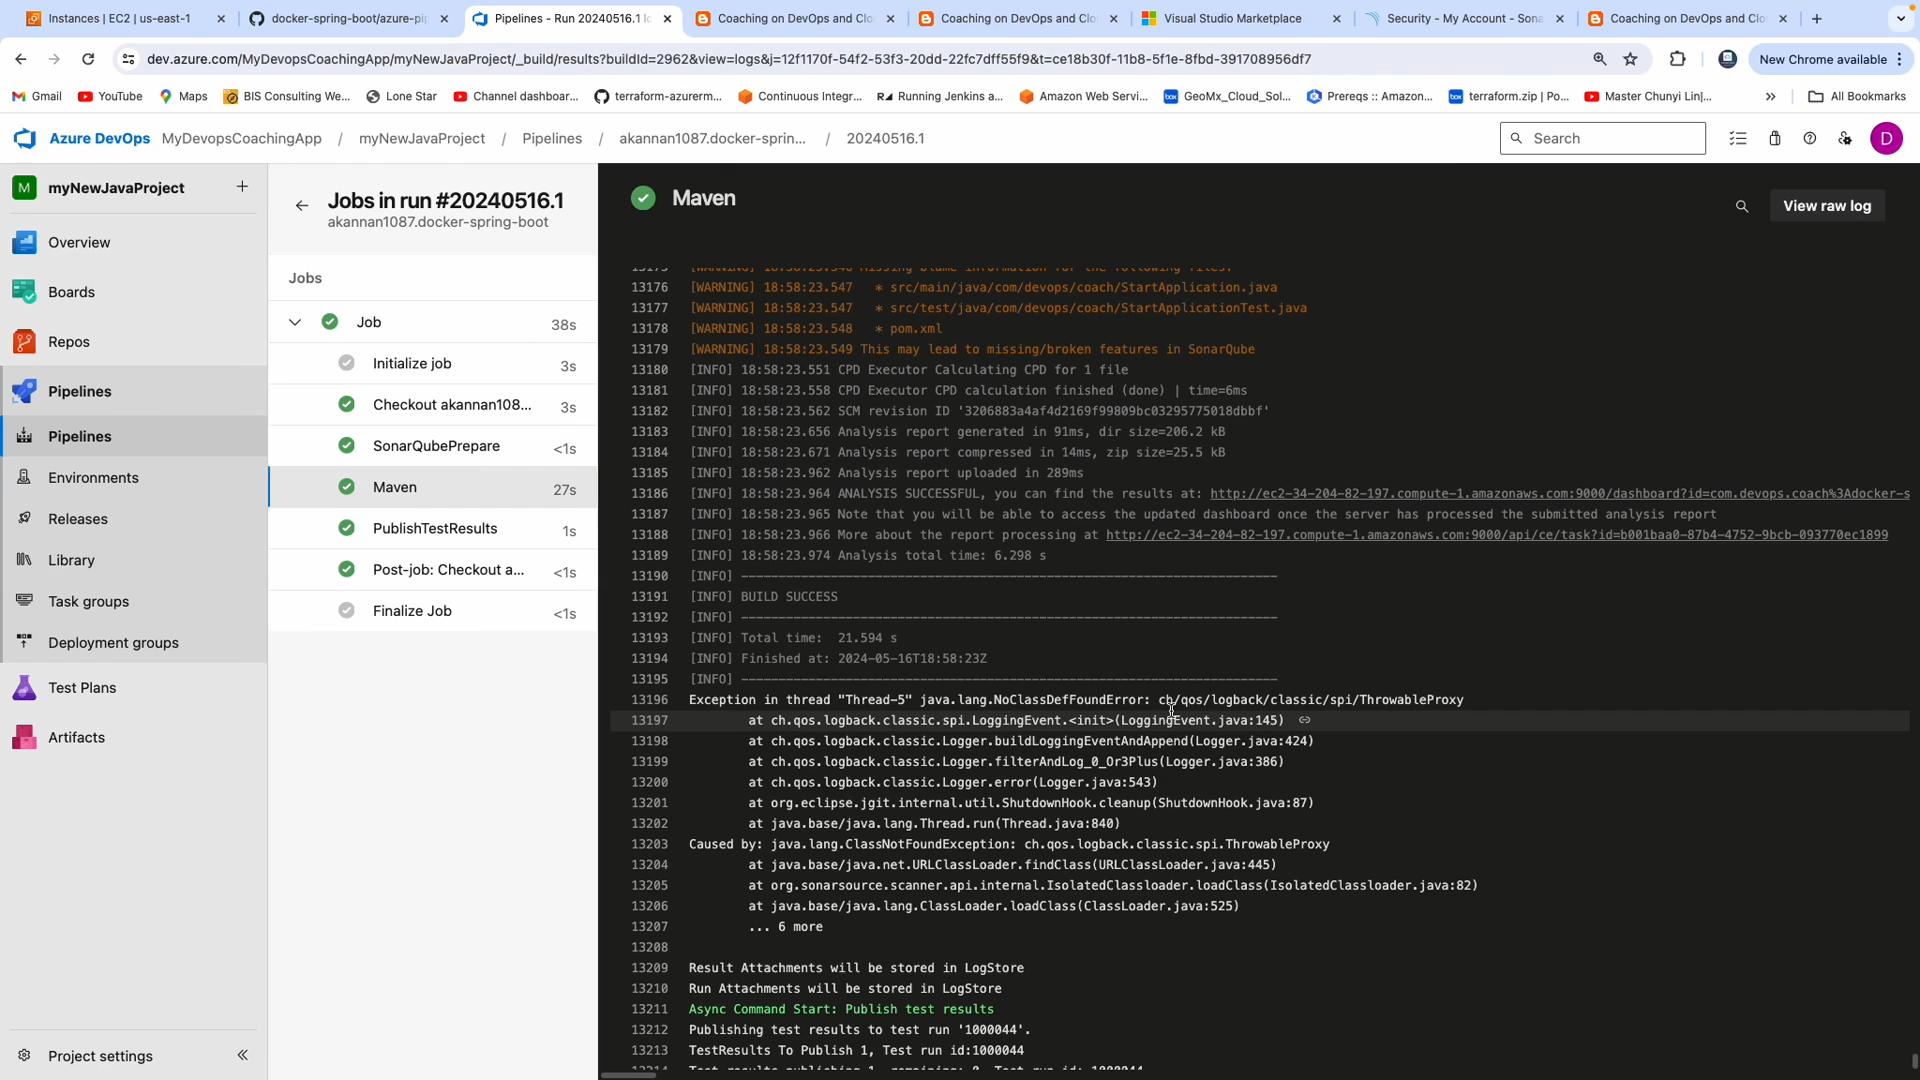 Instances | EC2 | us-east-1
docker-spring-boot/azure-pi
Pipelines - Run 20240516.1 lo
Coaching on DevOps and Clo
Coaching on DevOps and Clo
Visual Studio Marketplace
Security - My Account - Sona
Coaching on DevOps and Clo
dev.azure.com/MyDevopsCoachingApp/myNewJavaProject/_build/results?buildId=2962&view=logs&j=12f1170f-54f2-53f3-20dd-22fc7dff55f9&t=ce18b30f-11b8-5f1e-8fbd-391708956df7
New Chrome available
Gmail
YouTube
Maps
BIS Consulting We...
Lone Star
Channel dashboar...
terraform-azurerm...
Continuous Integr...
Running Jenkins a...
Amazon Web Servi...
GeoMx_Cloud_Sol...
Prereqs :: Amazon...
terraform.zip | Po...
Master Chunyi Lin|...
All Bookmarks
Azure DevOps MyDevopsCoachingApp / myNewJavaProject / Pipelines / akannan1087.docker-sprin... / 20240516.1
Search
D
M myNewJavaProject
Overview
Boards
Repos
Pipelines
Pipelines
Environments
Releases
Library
Task groups
Deployment groups
Test Plans
Artifacts
Project settings
Jobs in run #20240516.1
akannan1087.docker-spring-boot
Jobs
Job 38s
Initialize job 3s
Checkout akannan108... 3s
SonarQubePrepare <1s
Maven 27s
PublishTestResults 1s
Post-job: Checkout a... <1s
Finalize Job <1s
Maven
View raw log
13175 [WARNING] 18:58:23.546 Missing blame information for the following files:
13176 [WARNING] 18:58:23.547 * src/main/java/com/devops/coach/StartApplication.java
13177 [WARNING] 18:58:23.547 * src/test/java/com/devops/coach/StartApplicationTest.java
13178 [WARNING] 18:58:23.548 * pom.xml
13179 [WARNING] 18:58:23.549 This may lead to missing/broken features in SonarQube
13180 [INFO] 18:58:23.551 CPD Executor Calculating CPD for 1 file
13181 [INFO] 18:58:23.558 CPD Executor CPD calculation finished (done) | time=6ms
13182 [INFO] 18:58:23.562 SCM revision ID '3206883a4af4d2169f99809bc03295775018dbbf'
13183 [INFO] 18:58:23.656 Analysis report generated in 91ms, dir size=206.2 kB
13184 [INFO] 18:58:23.671 Analysis report compressed in 14ms, zip size=25.5 kB
13185 [INFO] 18:58:23.962 Analysis report uploaded in 289ms
13186 [INFO] 18:58:23.964 ANALYSIS SUCCESSFUL, you can find the results at: http://ec2-34-204-82-197.compute-1.amazonaws.com:9000/dashboard?id=com.devops.coach%3Adocker-s
13187 [INFO] 18:58:23.965 Note that you will be able to access the updated dashboard once the server has processed the submitted analysis report
13188 [INFO] 18:58:23.966 More about the report processing at http://ec2-34-204-82-197.compute-1.amazonaws.com:9000/api/ce/task?id=b001baa0-87b4-4752-9bcb-093770ec1899
13189 [INFO] 18:58:23.974 Analysis total time: 6.298 s
13190 [INFO] ------------------------------------------------------------------------
13191 [INFO] BUILD SUCCESS
13192 [INFO] ------------------------------------------------------------------------
13193 [INFO] Total time:  21.594 s
13194 [INFO] Finished at: 2024-05-16T18:58:23Z
13195 [INFO] ------------------------------------------------------------------------
13196 Exception in thread "Thread-5" java.lang.NoClassDefFoundError: ch/qos/logback/classic/spi/ThrowableProxy
13197 at ch.qos.logback.classic.spi.LoggingEvent.<init>(LoggingEvent.java:145)
13198 at ch.qos.logback.classic.Logger.buildLoggingEventAndAppend(Logger.java:424)
13199 at ch.qos.logback.classic.Logger.filterAndLog_0_Or3Plus(Logger.java:386)
13200 at ch.qos.logback.classic.Logger.error(Logger.java:543)
13201 at org.eclipse.jgit.internal.util.ShutdownHook.cleanup(ShutdownHook.java:87)
13202 at java.base/java.lang.Thread.run(Thread.java:840)
13203 Caused by: java.lang.ClassNotFoundException: ch.qos.logback.classic.spi.ThrowableProxy
13204 at java.base/java.net.URLClassLoader.findClass(URLClassLoader.java:445)
13205 at org.sonarsource.scanner.api.internal.IsolatedClassloader.loadClass(IsolatedClassloader.java:82)
13206 at java.base/java.lang.ClassLoader.loadClass(ClassLoader.java:525)
13207 ... 6 more
13208
13209 Result Attachments will be stored in LogStore
13210 Run Attachments will be stored in LogStore
13211 Async Command Start: Publish test results
13212 Publishing test results to test run '1000044'.
13213 TestResults To Publish 1, Test run id:1000044
13214 Test results publishing 1, remaining: 0. Test run id: 1000044